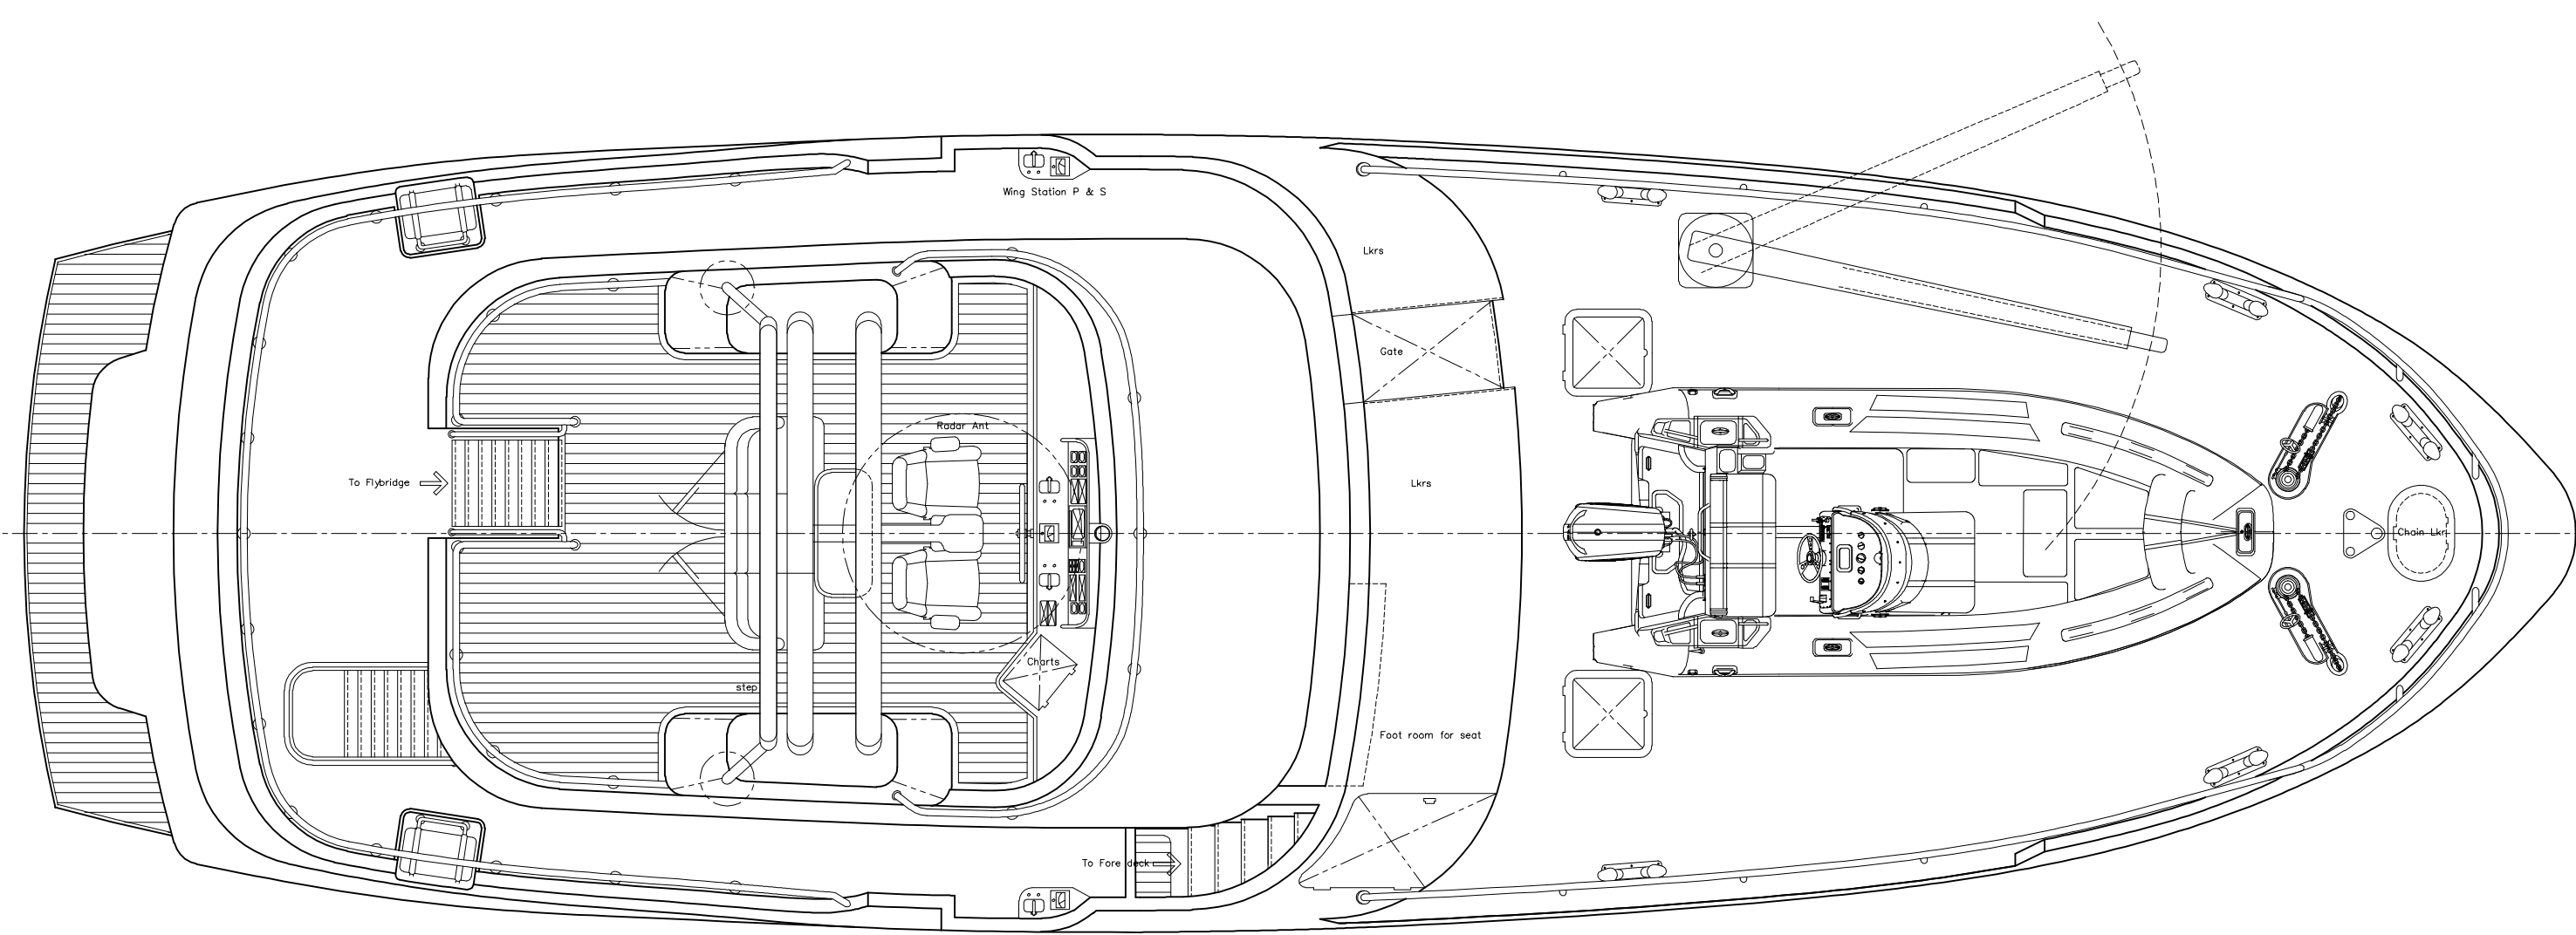 Wing Station P & S
Lkrs
Gate
Radar Ant
To Flybridge
Lkrs
Chain Lkr
Charts
step
Foot room for seat
To Fore deck